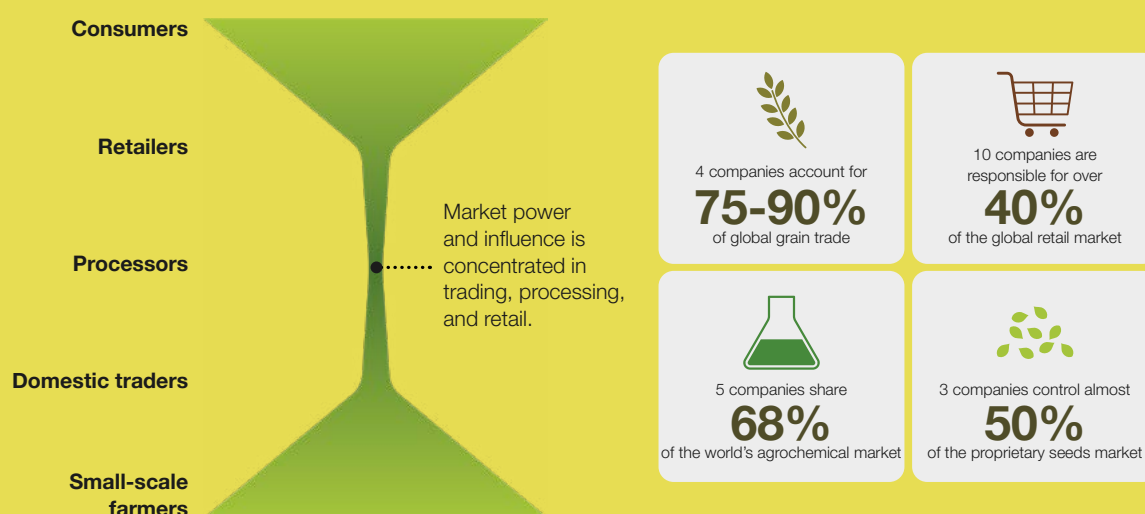 Consumers
Retailers
Processors
Domestic traders
Small-scale
farmers
Market power
and influence is
concentrated in
trading, processing,
and retail.
4 companies account for
75-90%
of global grain trade
10 companies are
responsible for over
40%
of the global retail market
5 companies share
68%
of the world's agrochemical market
3 companies control almost
50%
of the proprietary seeds market